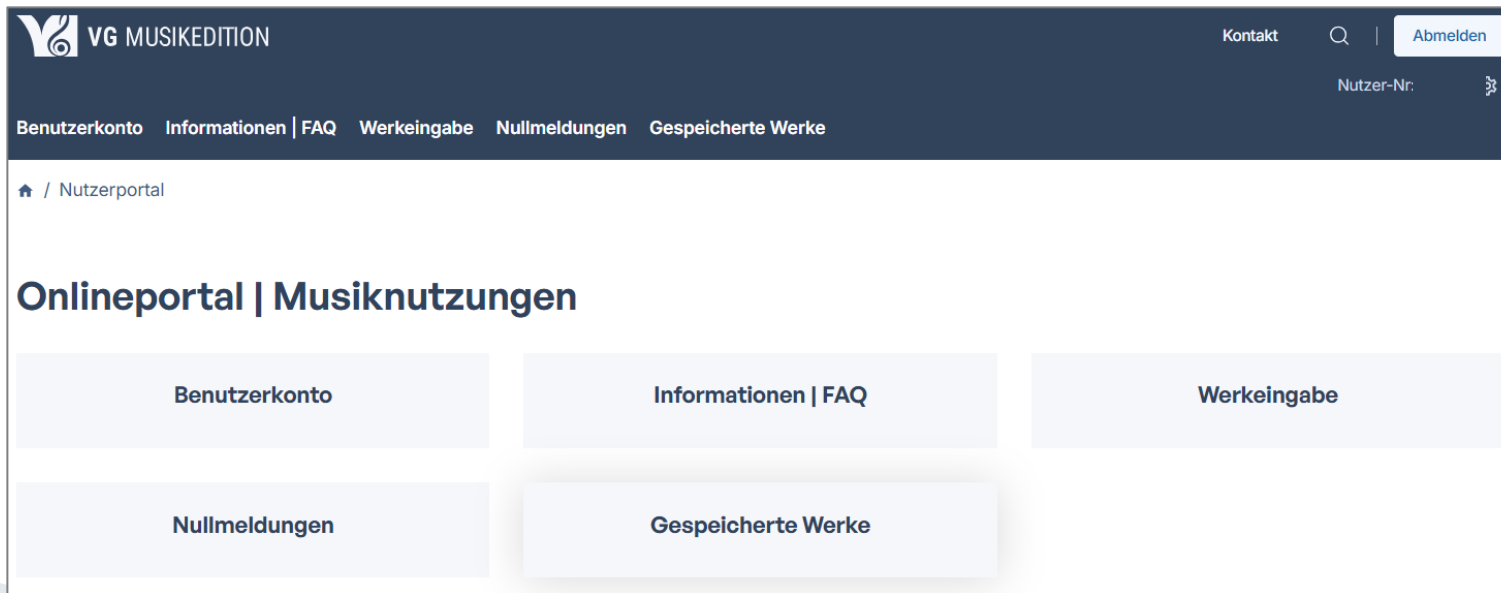 VG MUSIKEDITION
Kontakt | Abmelden
Nutzer-Nr:
Benutzerkonto Informationen | FAQ Werkeingabe Nullmeldungen Gespeicherte Werke
/ Nutzerportal
Onlineportal | Musiknutzungen
Benutzerkonto Informationen | FAQ Werkeingabe
Nullmeldungen Gespeicherte Werke